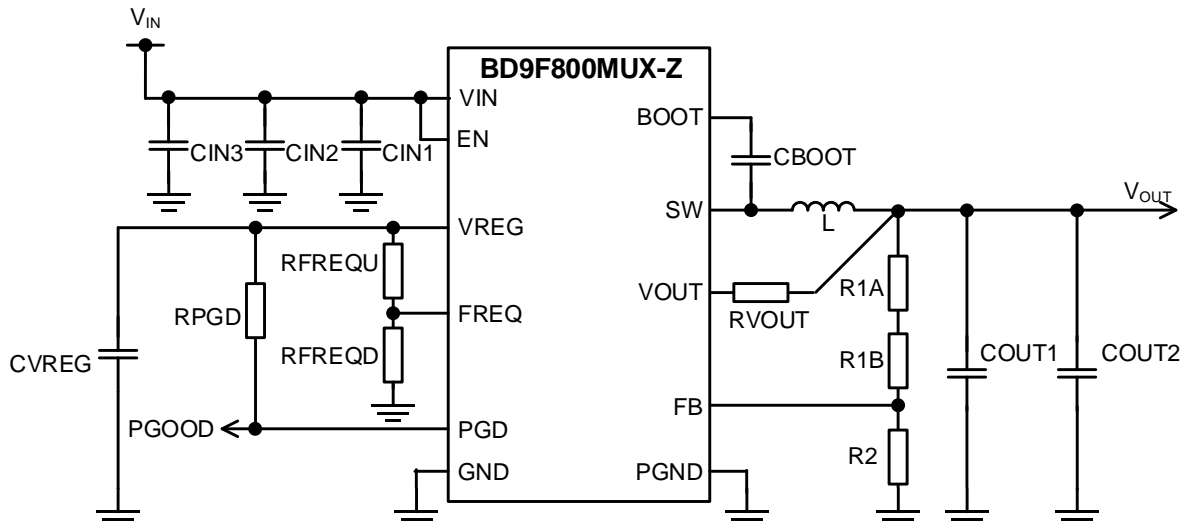 VIN
BD9F800MUX-Z
VIN
EN
BOOT
CIN3
CIN2
CIN1
CBOOT
SW
L
VOUT
VREG
RFREQU
VOUT
RVOUT
R1A
RPGD
FREQ
RFREQD
R1B
COUT1
COUT2
CVREG
FB
PGOOD
PGD
R2
GND
PGND